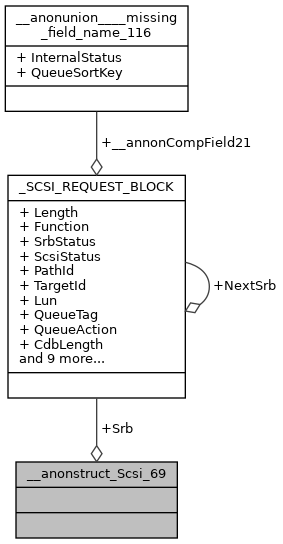 __anonunion____missing
_field_name_116
+ InternalStatus
+ QueueSortKey
+__annonCompField21
_SCSI_REQUEST_BLOCK
+ Length
+ Function
+ SrbStatus
+ ScsiStatus
+ PathId
+ TargetId
+ Lun
+ QueueTag
+ QueueAction
+ CdbLength
and 9 more...
+NextSrb
+Srb
__anonstruct_Scsi_69